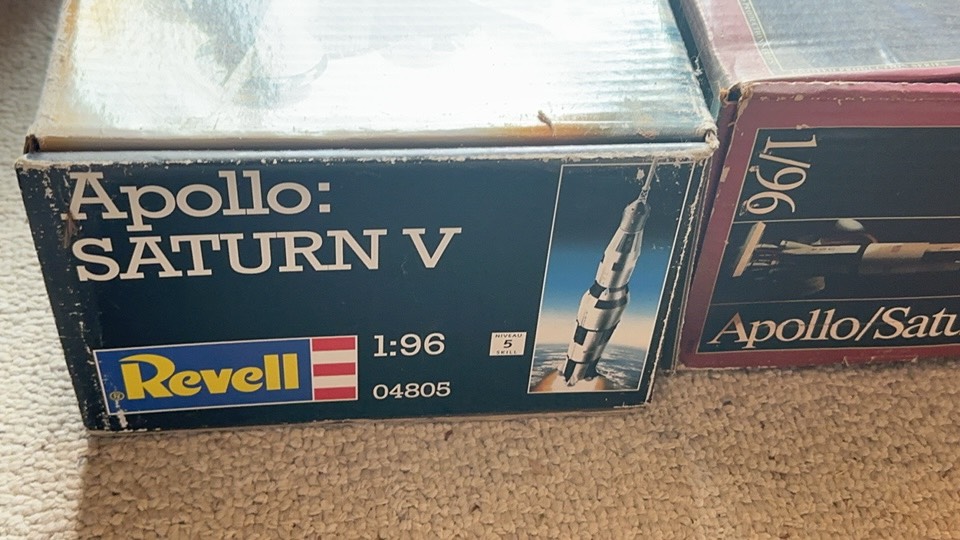 Apollo:
SATURN V
® Revell
1:96
04805
NIVEAU
5
SKILL
1/96
Apollo/Satu